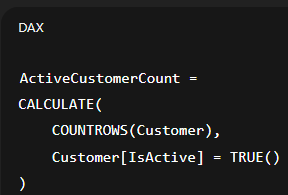 DAX
ActiveCustomerCount =
CALCULATE(
    COUNTROWS(Customer),
    Customer[IsActive] = TRUE()
)